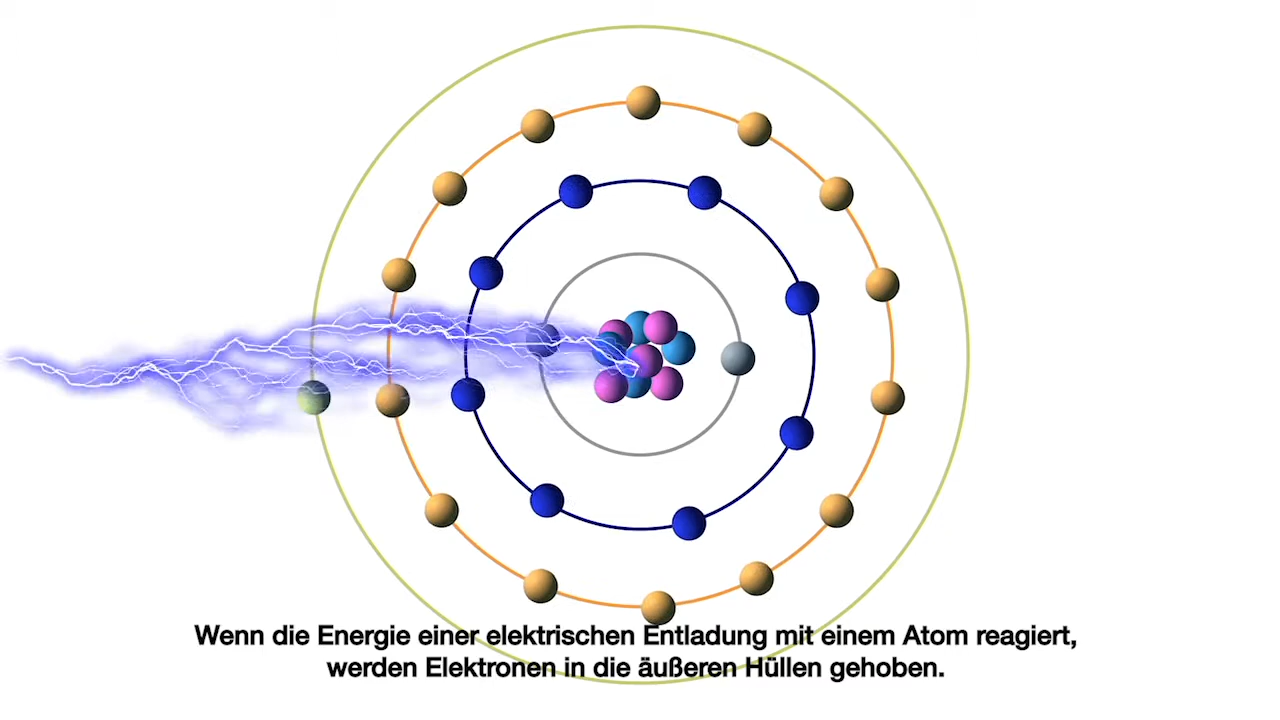 Wenn die Energie einer elektrischen Entladung mit einem Atom reagiert,
werden Elektronen in die äußeren Hüllen gehoben.